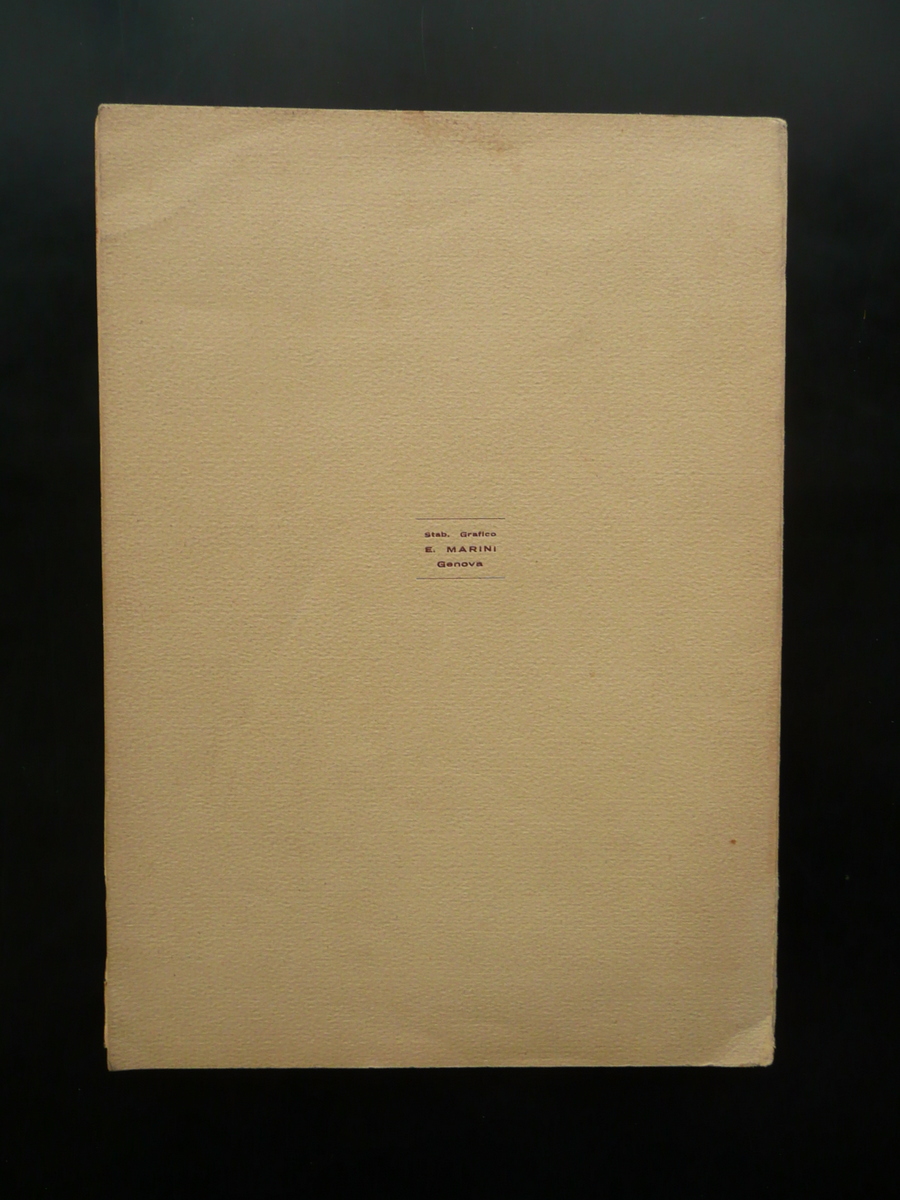 Stab. Grafico
E. MARINI
Genova